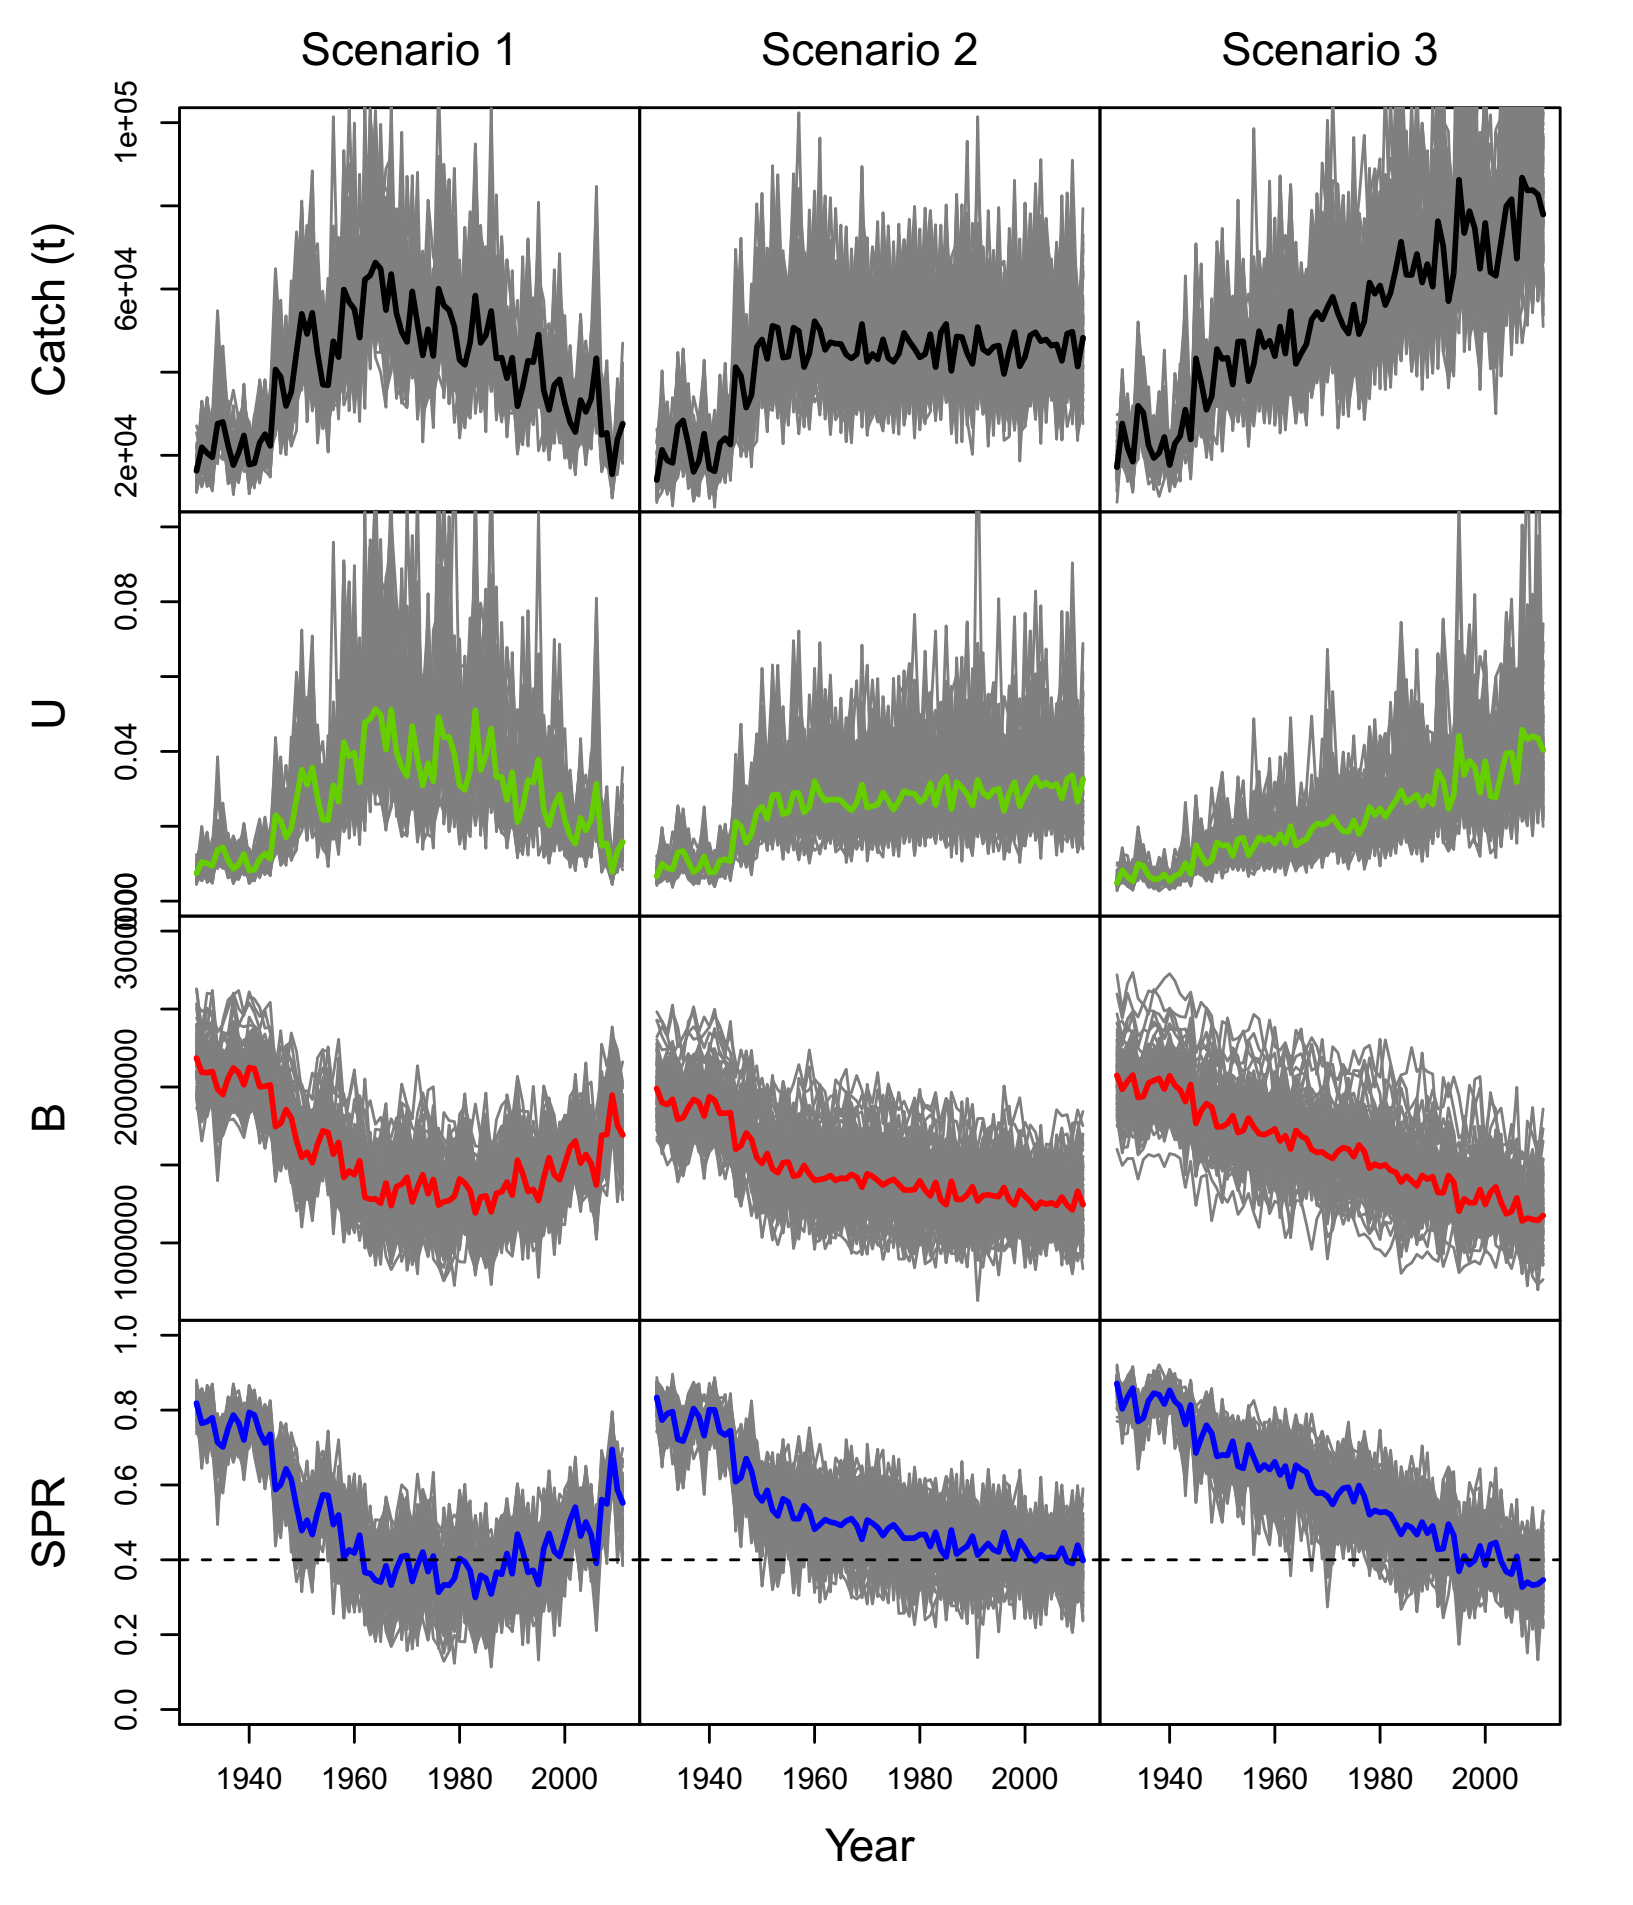 Scenario 1 Scenario 2 Scenario 3
Catch (t)
2e+04 6e+04 1e+05
U
0.00 0.04 0.08
B
1000000 2000000 3000000
SPR
0.0 0.2 0.4 0.6 0.8 1.0
1940 1960 1980 2000 1940 1960 1980 2000 1940 1960 1980 2000
Year